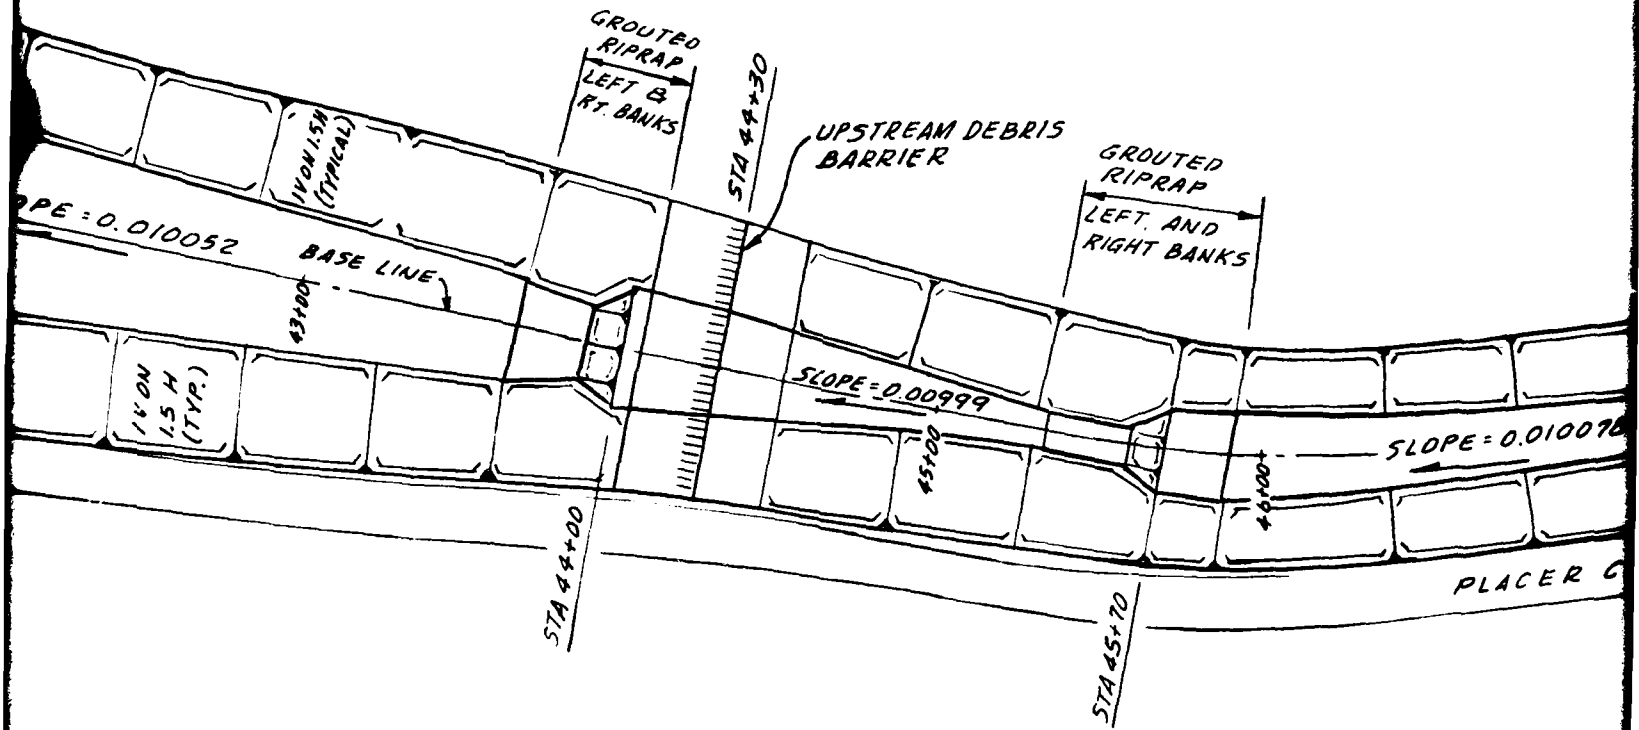 GROUTED
RIPRAP
LEFT &
RT. BANKS
STA 44+30
UPSTREAM DEBRIS
BARRIER
GROUTED
RIPRAP
LEFT. AND
RIGHT BANKS
1V ON 1.5H
(TYPICAL)
OPE = 0.010052
BASE LINE
43+00
1V ON
1.5 H
(TYP.)
SLOPE = 0.00999
45+00
SLOPE = 0.01007
46+00
STA 44+00
STA 45+70
PLACER C